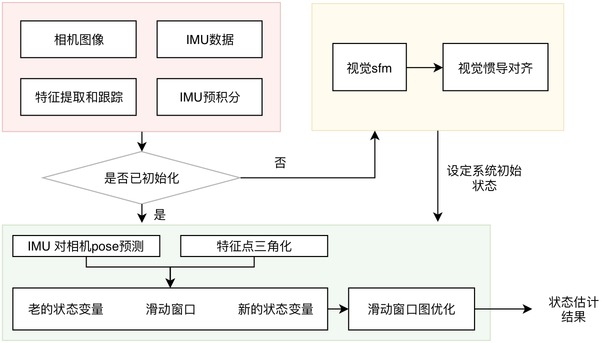 相机图像
IMU数据
特征提取和跟踪
IMU预积分
视觉sfm
视觉惯导对齐
是否已初始化
否
是
设定系统初始
状态
IMU 对相机pose预测
特征点三角化
老的状态变量
滑动窗口
新的状态变量
滑动窗口图优化
状态估计
结果